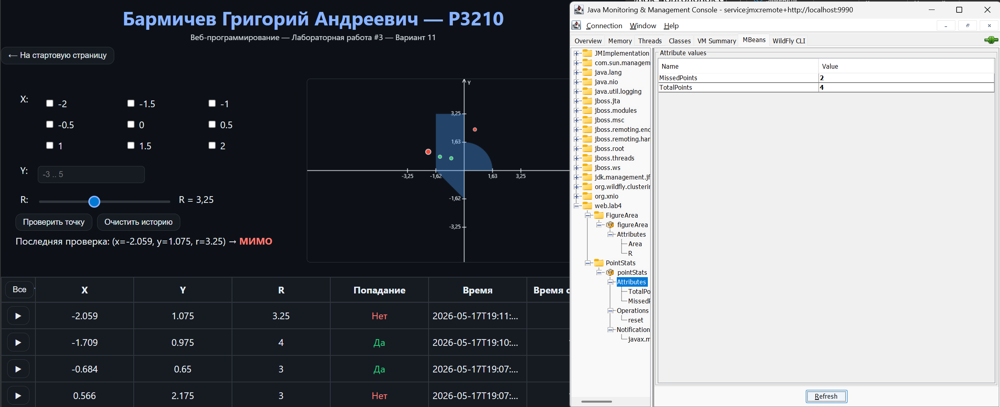 Бармичев Григорий Андреевич — P3210
Веб-программирование — Лабораторная работа #3 — Вариант 11
← На стартовую страницу
X:
-2
-1.5
-1
-0.5
0
0.5
1
1.5
2
Y:
-3 .. 5
R:
R = 3,25
Проверить точку
Очистить историю
Последняя проверка: (x=-2.059, y=1.075, r=3.25) → МИМО
Y
3,25
1,63
-3,25
-1,62
1,63
3,25
-1,62
-3,25
Все X Y R Попадание Время Время
-2.059 1.075 3.25 Нет 2026-05-17T19:11:...
-1.709 0.975 4 Да 2026-05-17T19:10:...
-0.684 0.65 3 Да 2026-05-17T19:07:...
0.566 2.175 3 Нет 2026-05-17T19:07:...
Java Monitoring & Management Console - service:jmx:remote+http://localhost:9990
Connection Window Help
Overview Memory Threads Classes VM Summary MBeans WildFly CLI
JMImplementation
com.sun.managem
java.lang
java.nio
java.util.logging
jboss.jta
jboss.modules
jboss.msc
jboss.remoting.end
jboss.remoting.har
jboss.root
jboss.threads
jboss.ws
jdk.management.jf
org.wildfly.clusterin
org.xnio
web.lab4
FigureArea
figureArea
Attributes
Area
R
PointStats
pointStats
Attributes
TotalPo
MissedP
Operations
reset
Notification
javax.m
Attribute values
Name Value
MissedPoints 2
TotalPoints 4
Refresh